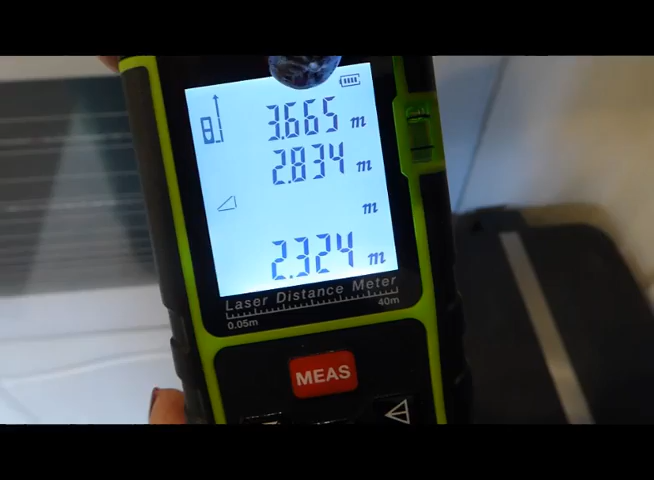 3.665 m
2.834 m
m
2.324 m
Laser Distance Meter
0.05m 40m
MEAS